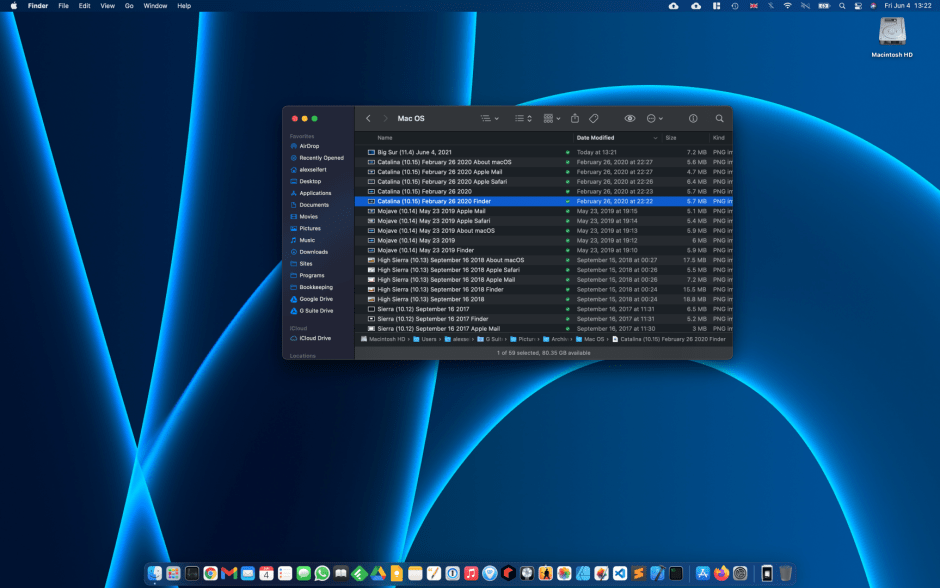 Finder File Edit View Go Window Help Fri Jun 4 13:22
Macintosh HD
Mac OS
Favorites
AirDrop
Recently Opened
alexseifert
Desktop
Applications
Documents
Movies
Pictures
Music
Downloads
Sites
Programs
Bookkeeping
Google Drive
G Suite Drive
iCloud
iCloud Drive
Locations
Name Date Modified Size Kind
Big Sur (11.4) June 4, 2021 Today at 13:21 7.2 MB PNG im
Catalina (10.15) February 26 2020 About macOS February 26, 2020 at 22:27 5.6 MB PNG im
Catalina (10.15) February 26 2020 Apple Mail February 26, 2020 at 22:27 4.7 MB PNG im
Catalina (10.15) February 26 2020 Apple Safari February 26, 2020 at 22:26 6.4 MB PNG im
Catalina (10.15) February 26 2020 February 26, 2020 at 22:23 5.7 MB PNG im
Catalina (10.15) February 26 2020 Finder February 26, 2020 at 22:22 5.7 MB PNG im
Mojave (10.14) May 23 2019 Apple Mail May 23, 2019 at 19:15 5.1 MB PNG im
Mojave (10.14) May 23 2019 Apple Safari May 23, 2019 at 19:14 5.4 MB PNG im
Mojave (10.14) May 23 2019 About macOS May 23, 2019 at 19:13 5.9 MB PNG im
Mojave (10.14) May 23 2019 May 23, 2019 at 19:12 6 MB PNG im
Mojave (10.14) May 23 2019 Finder May 23, 2019 at 19:10 5.9 MB PNG im
High Sierra (10.13) September 16 2018 About macOS September 15, 2018 at 00:27 17.5 MB PNG im
High Sierra (10.13) September 16 2018 Apple Safari September 15, 2018 at 00:26 5.5 MB PNG im
High Sierra (10.13) September 16 2018 Apple Mail September 15, 2018 at 00:26 7.2 MB PNG im
High Sierra (10.13) September 16 2018 Finder September 15, 2018 at 00:24 15.5 MB PNG im
High Sierra (10.13) September 16 2018 September 15, 2018 at 00:24 18.8 MB PNG im
Sierra (10.12) September 16 2017 September 16, 2017 at 11:31 6.5 MB PNG im
Sierra (10.12) September 16 2017 Finder September 16, 2017 at 11:31 5.2 MB PNG im
Sierra (10.12) September 16 2017 Apple Mail September 16, 2017 at 11:30 3 MB PNG im
Macintosh HD › Users › alexse › G Suit › Pictur › Archiv › Mac OS › Catalina (10.15) February 26 2020 Finder
1 of 59 selected, 80.35 GB available
4